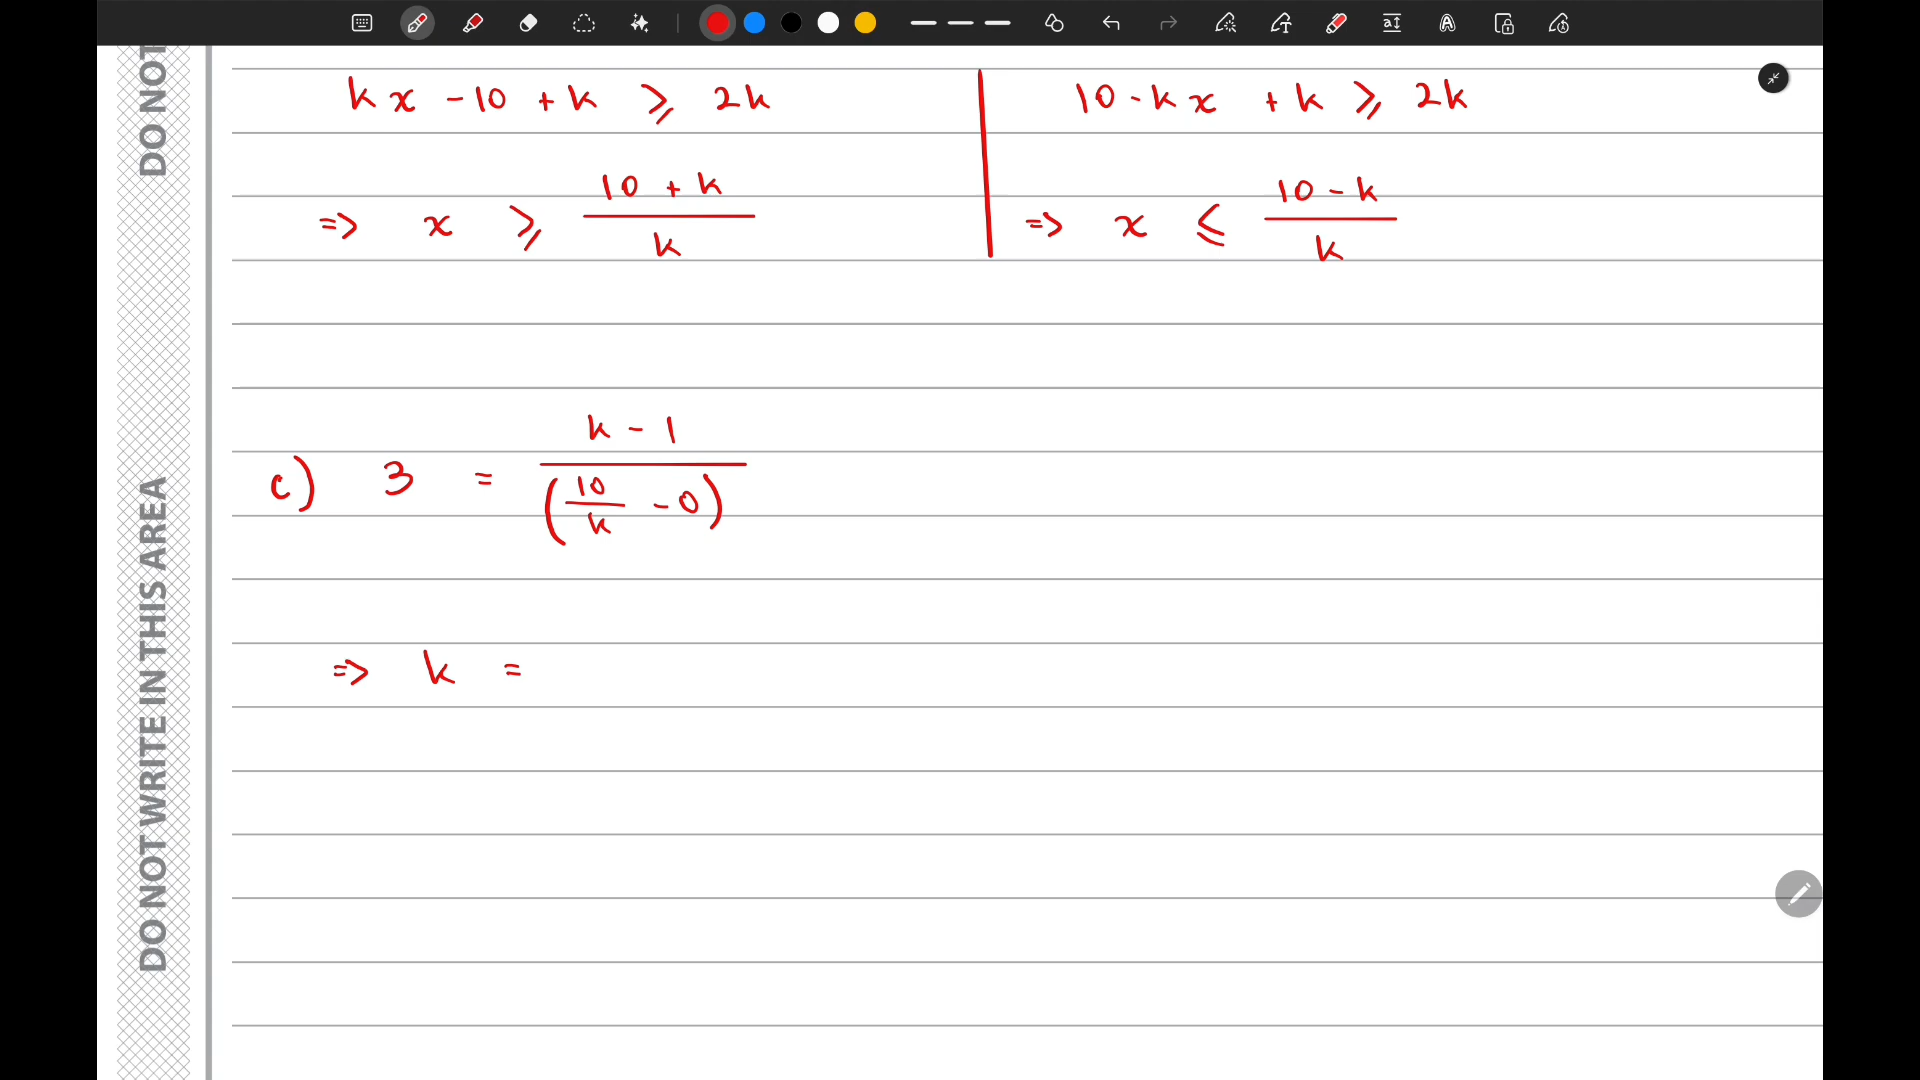 DO NOT
kx - 10 + k ⩾ 2k
10 - kx + k ⩾ 2k
=> x ⩾ (10 + k)/k
=> x ≤ (10 - k)/k
c) 3 = (k - 1)/(10/k - 0)
=> k =
DO NOT WRITE IN THIS AREA